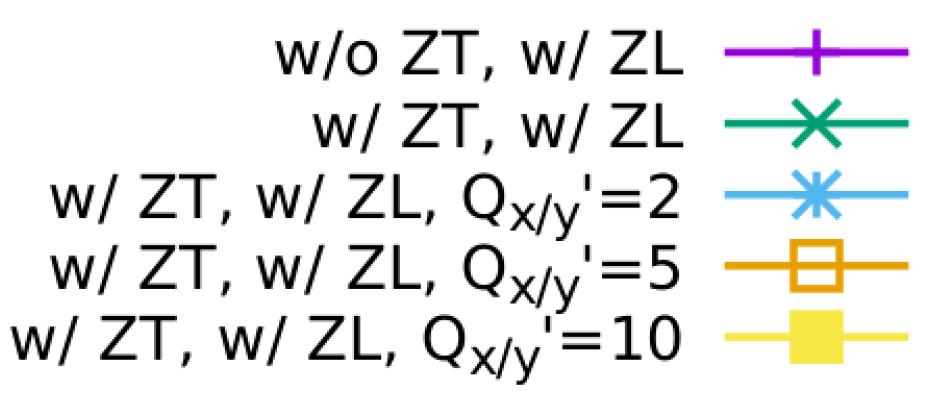 w/o ZT, w/ ZL
w/ ZT, w/ ZL
w/ ZT, w/ ZL, Qx/y'=2
w/ ZT, w/ ZL, Qx/y'=5
w/ ZT, w/ ZL, Qx/y'=10